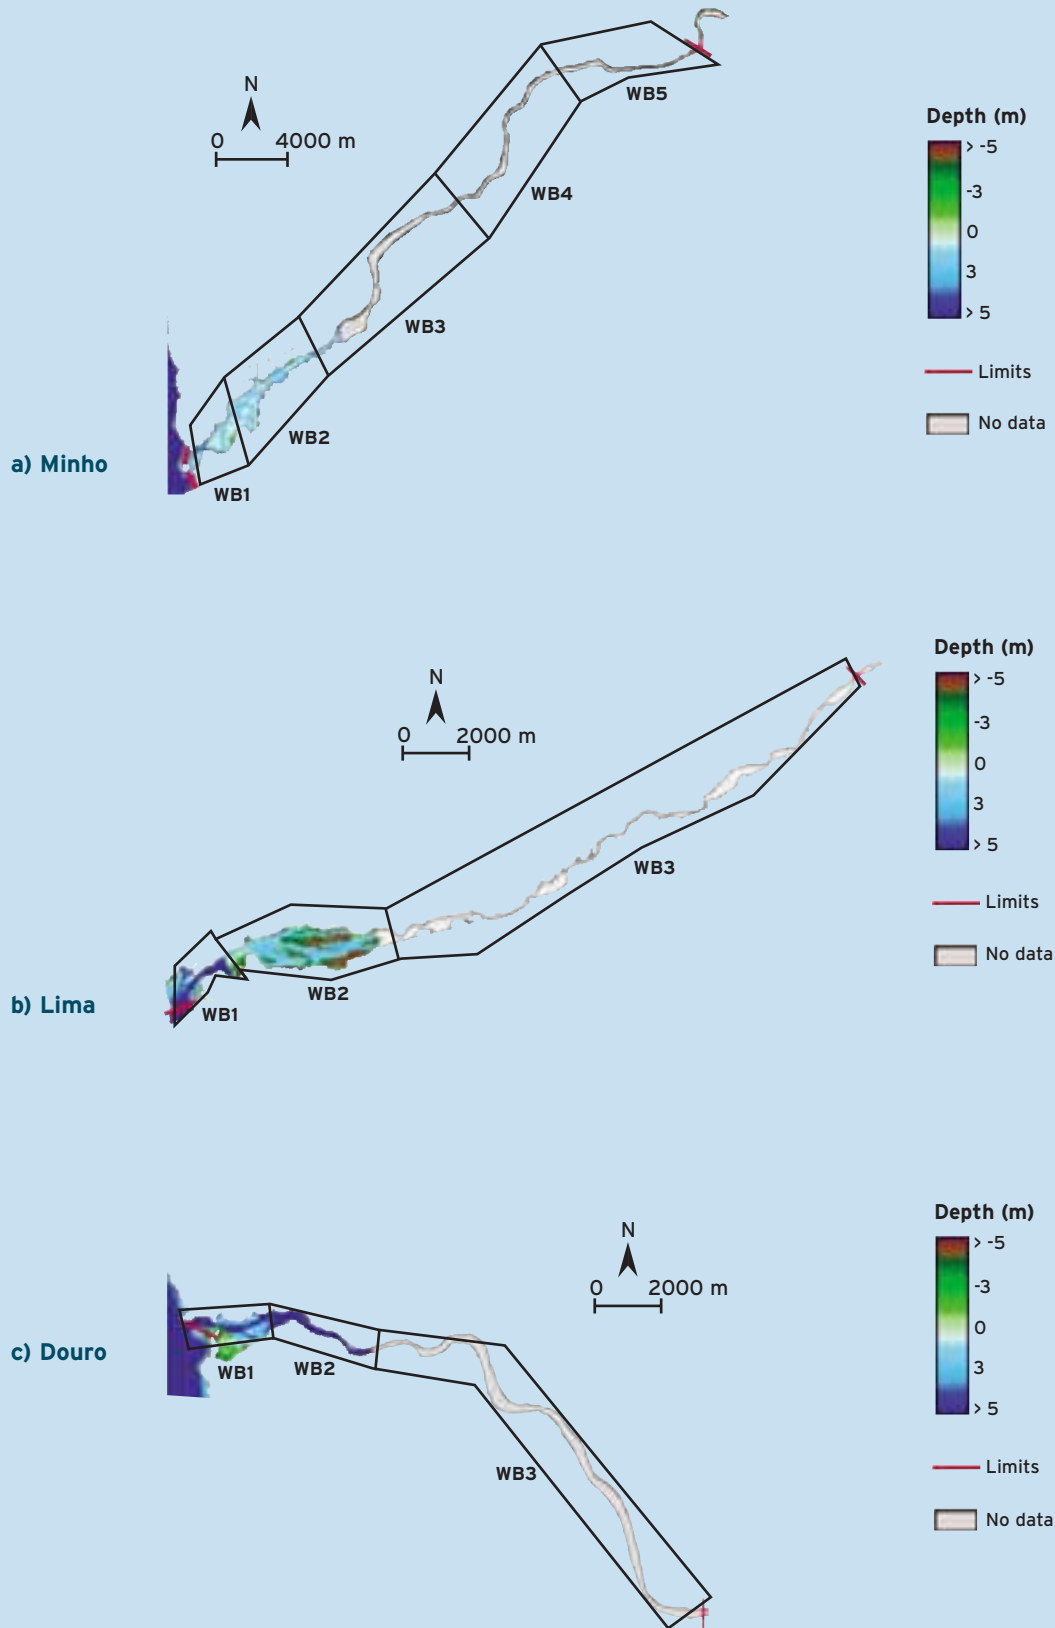 N
0 4000 m
WB5
WB4
WB3
WB2
WB1
a) Minho
Depth (m)
> -5
-3
0
3
> 5
Limits
No data
N
0 2000 m
WB3
WB2
WB1
b) Lima
Depth (m)
> -5
-3
0
3
> 5
Limits
No data
N
0 2000 m
WB1
WB2
WB3
c) Douro
Depth (m)
> -5
-3
0
3
> 5
Limits
No data